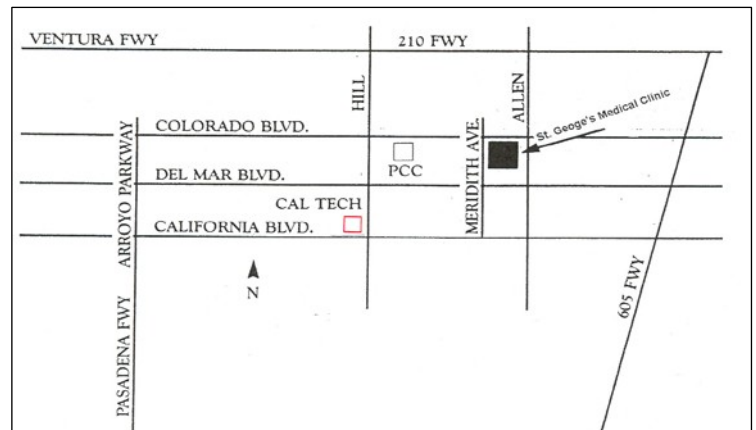 VENTURA FWY
210 FWY
HILL
ALLEN
St. Geoge's Medical Clinic
COLORADO BLVD.
ARROYO PARKWAY
MERIDITH AVE.
PCC
DEL MAR BLVD.
CAL TECH
CALIFORNIA BLVD.
N
605 FWY
PASADENA FWY